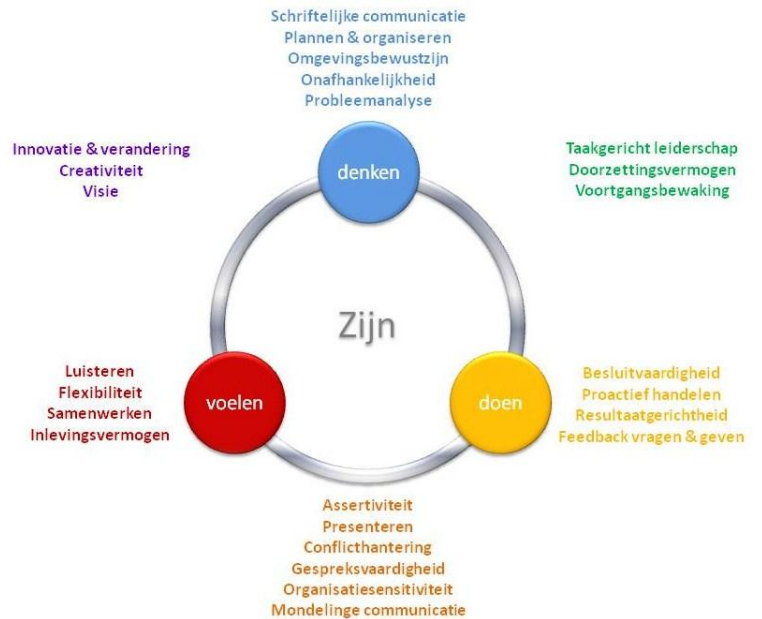 Schriftelijke communicatie
Plannen & organiseren
Omgevingsbewustzijn
Onafhankelijkheid
Probleemanalyse
denken
Innovatie & verandering
Creativiteit
Visie
Taakgericht leiderschap
Doorzettingsvermogen
Voortgangsbewaking
Zijn
Luisteren
Flexibiliteit
Samenwerken
Inlevingsvermogen
voelen
doen
Besluitvaardigheid
Proactief handelen
Resultaatgerichtheid
Feedback vragen & geven
Assertiviteit
Presenteren
Conflicthantering
Gespreksvaardigheid
Organisatiesensitiviteit
Mondelinge communicatie